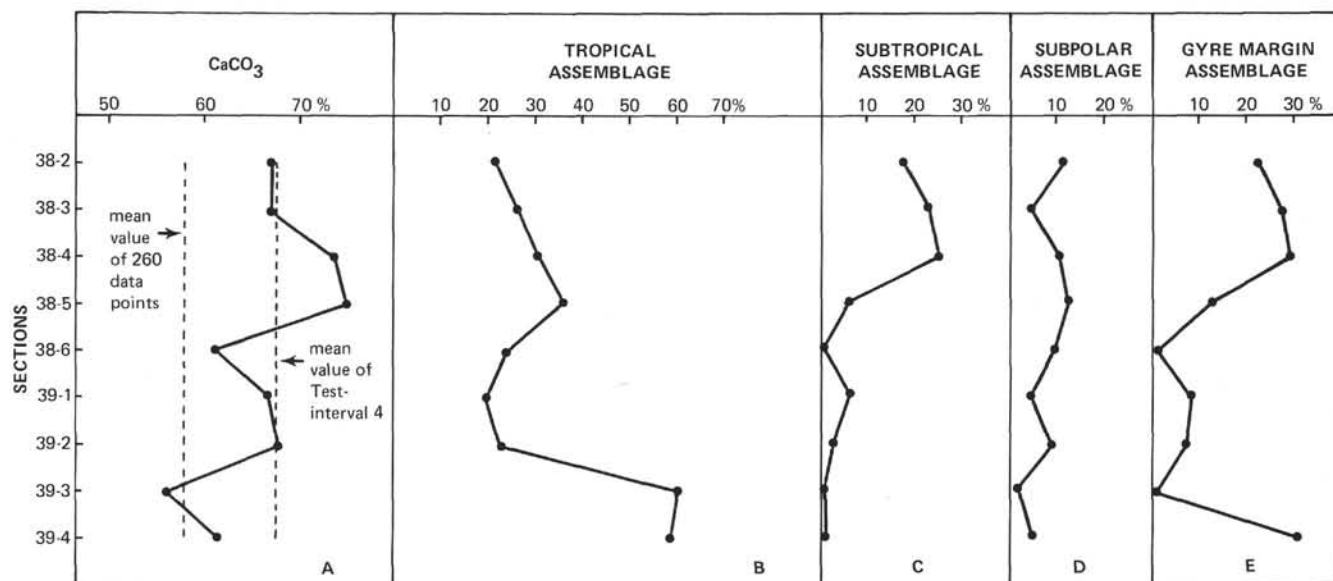 CaCO3
TROPICAL
ASSEMBLAGE
SUBTROPICAL
ASSEMBLAGE
SUBPOLAR
ASSEMBLAGE
GYRE MARGIN
ASSEMBLAGE
50 61 70 %
10 20 30 40 50 60 70%
10 20 30 %
10 20 %
10 20 30 %
SECTIONS
38-2
38-3
38-4
38-5
38-6
39-1
39-2
39-3
39-4
mean
value
of 260
data
points
mean
value of
Test-
interval 4
A
B
C
D
E